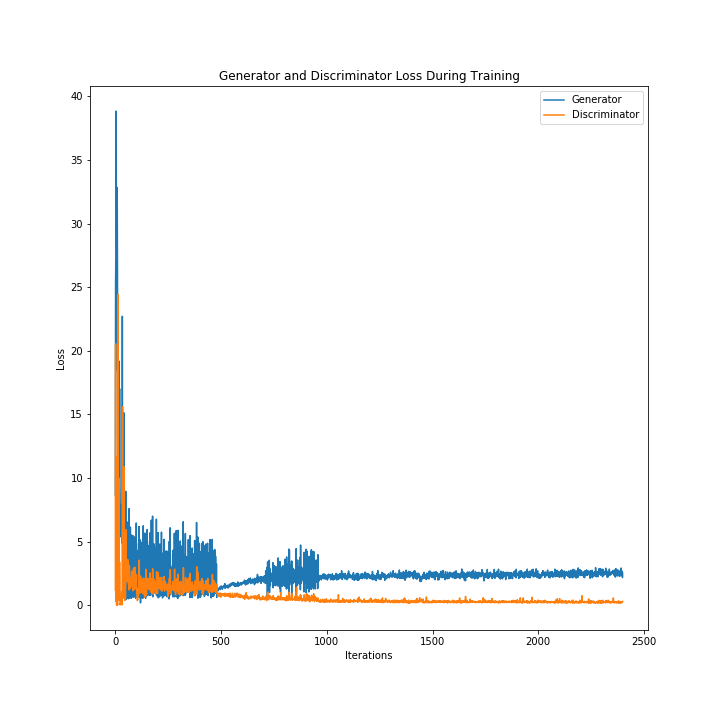 Generator and Discriminator Loss During Training
Generator
Discriminator
40
35
30
25
20
15
10
5
0
Loss
0 500 1000 1500 2000 2500
Iterations